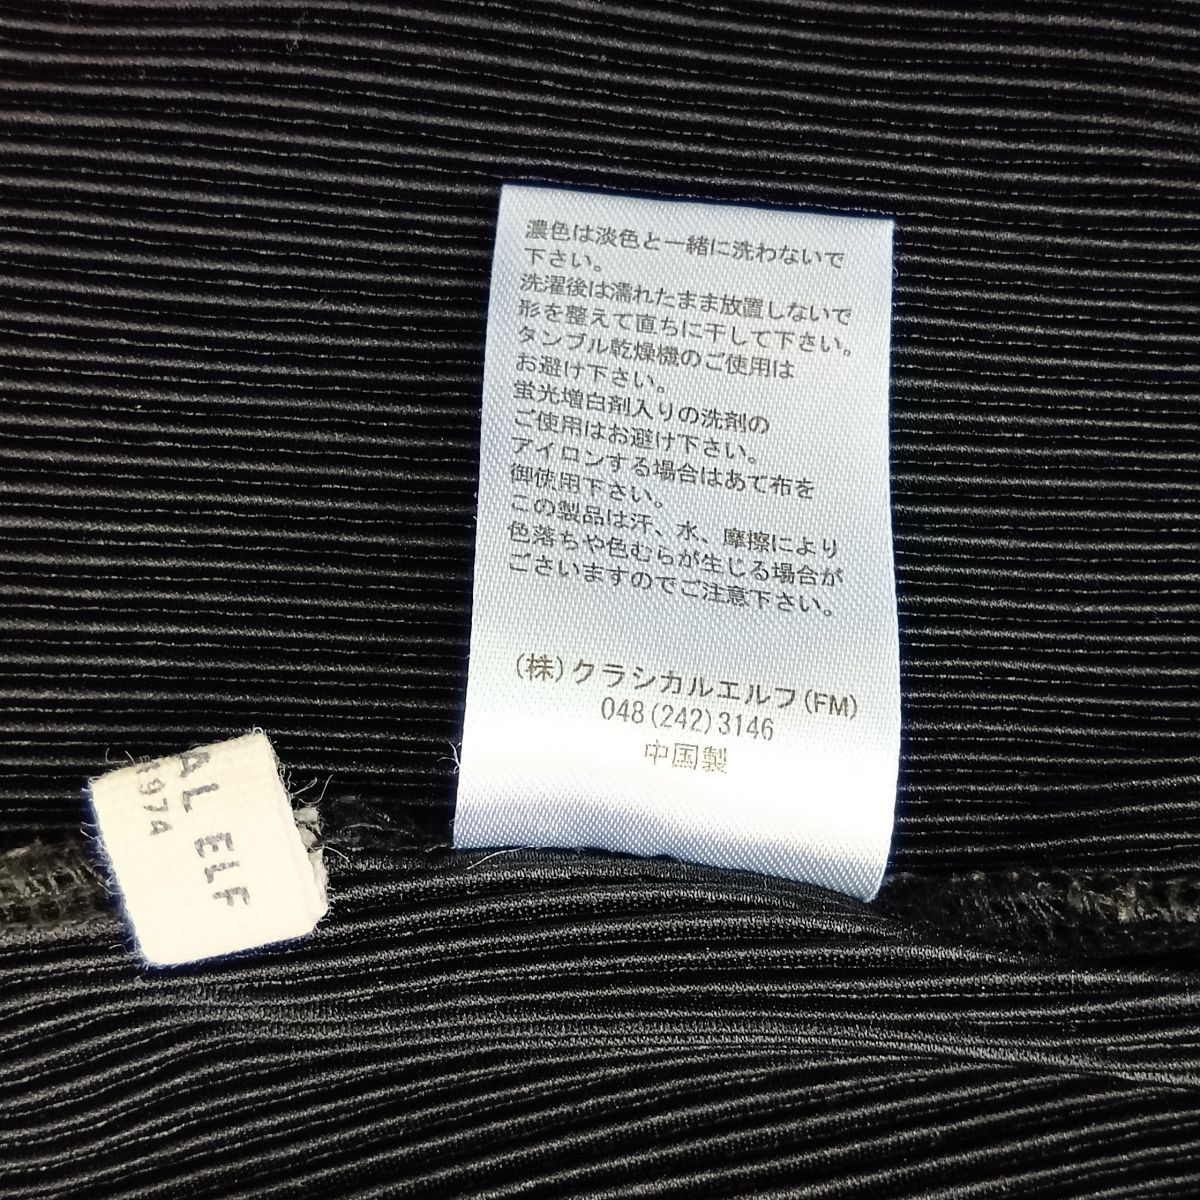 濃色は淡色と一緒に洗わないで
下さい。
洗濯後は濡れたまま放置しないで
形を整えて直ちに干して下さい。
タンブル乾燥機のご使用は
お避け下さい。
蛍光増白剤入りの洗剤の
ご使用はお避け下さい。
アイロンする場合はあて布を
御使用下さい。
この製品は汗、水、摩擦により
色落ちや色むらが生じる場合が
ございますのでご注意下さい。
(株)クラシカルエルフ(FM)
048(242)3146
中国製
AL ELF
1974